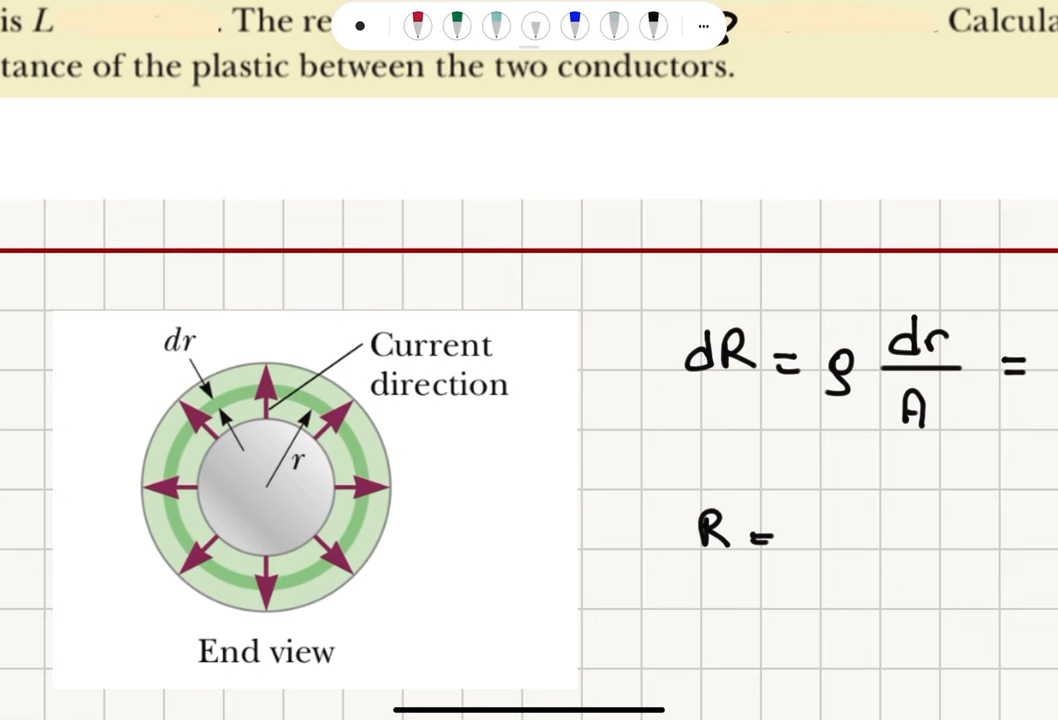 is L . The re ... Calcula
tance of the plastic between the two conductors.
dr
Current
direction
r
End view
dR = ρ dr/A =
R =